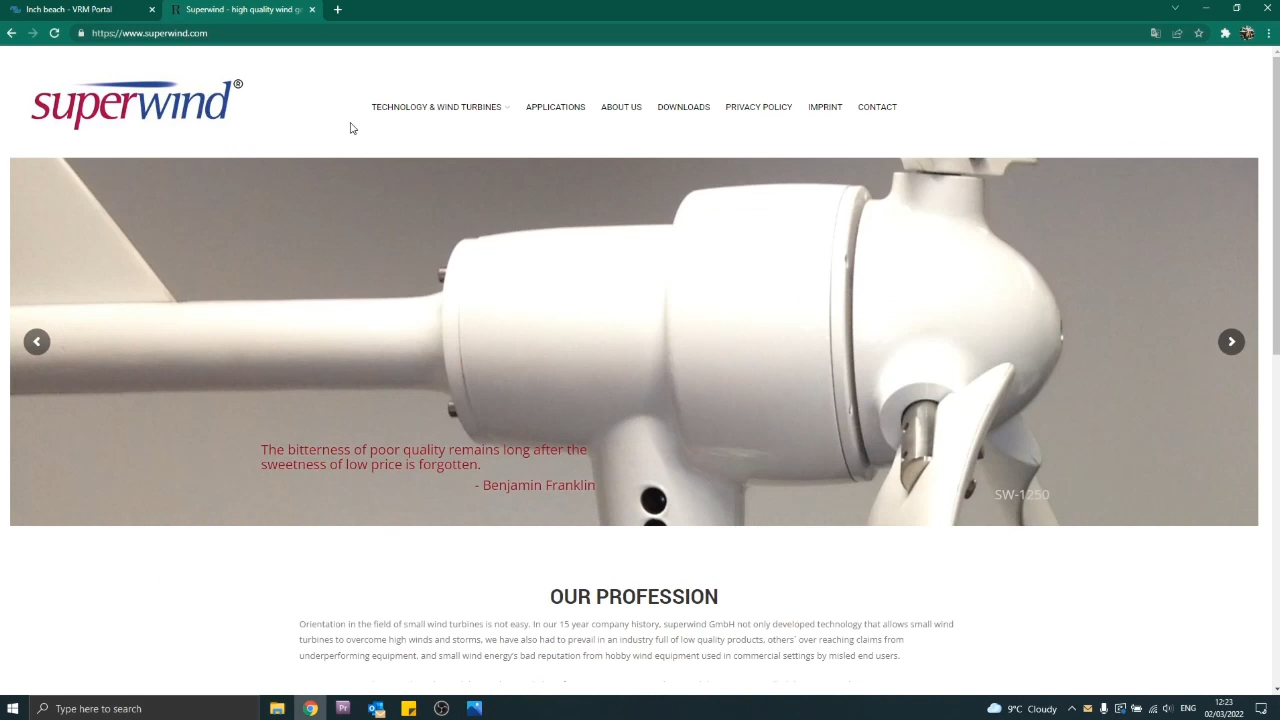 Inch beach - VRM Portal
Superwind - high quality wind ge
https://www.superwind.com
superwind®
TECHNOLOGY & WIND TURBINES
APPLICATIONS
ABOUT US
DOWNLOADS
PRIVACY POLICY
IMPRINT
CONTACT
The bitterness of poor quality remains long after the
sweetness of low price is forgotten.
- Benjamin Franklin
SW-1250
OUR PROFESSION
Orientation in the field of small wind turbines is not easy. In our 15 year company history, superwind GmbH not only developed technology that allows small wind
turbines to overcome high winds and storms, we have also had to prevail in an industry full of low quality products, others´ over reaching claims from
underperforming equipment, and small wind energy's bad reputation from hobby wind equipment used in commercial settings by misled end users.
Type here to search
9°C Cloudy
ENG
12:23
02/03/2022